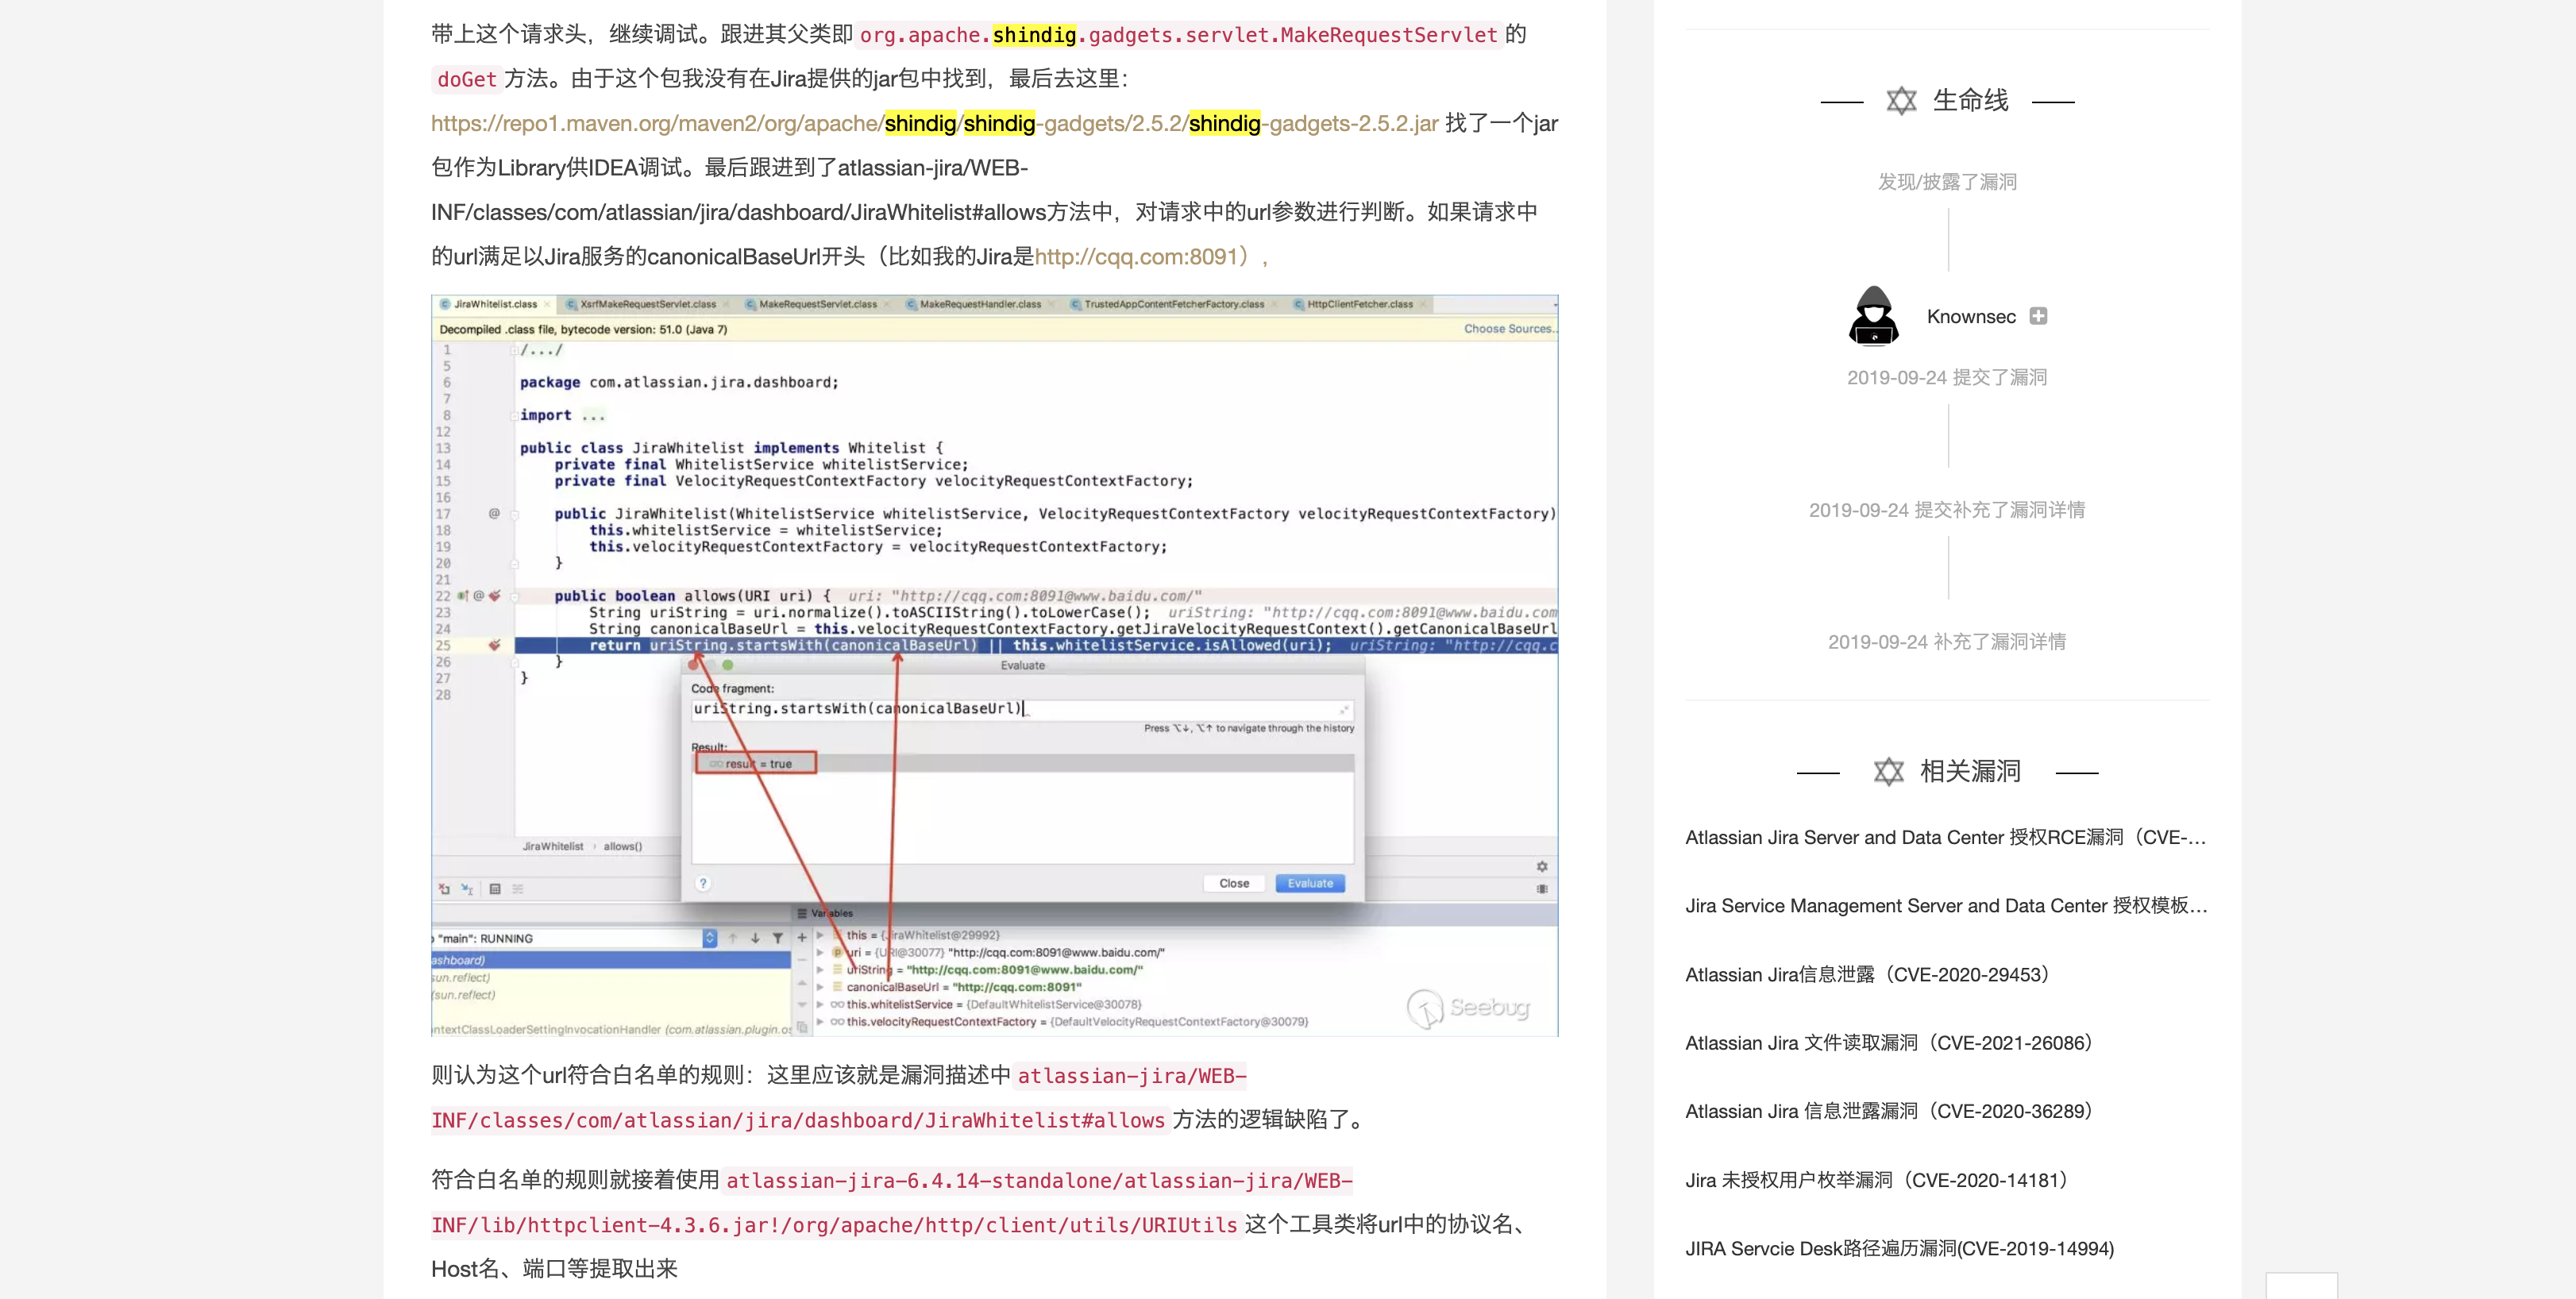 带上这个请求头，继续调试。跟进其父类即 org.apache.shindig.gadgets.servlet.MakeRequestServlet 的
doGet 方法。由于这个包我没有在Jira提供的jar包中找到，最后去这里：
https://repo1.maven.org/maven2/org/apache/shindig/shindig-gadgets/2.5.2/shindig-gadgets-2.5.2.jar 找了一个jar
包作为Library供IDEA调试。最后跟进到了atlassian-jira/WEB-
INF/classes/com/atlassian/jira/dashboard/JiraWhitelist#allows方法中，对请求中的url参数进行判断。如果请求中
的url满足以Jira服务的canonicalBaseUrl开头（比如我的Jira是http://cqq.com:8091），
JiraWhitelist.class XsrfMakeRequestServlet.class MakeRequestServlet.class MakeRequestHandler.class TrustedAppContentFetcherFactory.class HttpClientFetcher.class
Decompiled .class file, bytecode version: 51.0 (Java 7) Choose Sources..
1 /.../
5
6 package com.atlassian.jira.dashboard;
7
8 import ...
12
13 public class JiraWhitelist implements Whitelist {
14 private final WhitelistService whitelistService;
15 private final VelocityRequestContextFactory velocityRequestContextFactory;
16
17 @ public JiraWhitelist(WhitelistService whitelistService, VelocityRequestContextFactory velocityRequestContextFactory)
18 this.whitelistService = whitelistService;
19 this.velocityRequestContextFactory = velocityRequestContextFactory;
20 }
21
22 @ public boolean allows(URI uri) { uri: "http://cqq.com:8091@www.baidu.com/"
23 String uriString = uri.normalize().toASCIIString().toLowerCase(); uriString: "http://cqq.com:8091@www.baidu.com
24 String canonicalBaseUrl = this.velocityRequestContextFactory.getJiraVelocityRequestContext().getCanonicalBaseUrl
25 return uriString.startsWith(canonicalBaseUrl) || this.whitelistService.isAllowed(uri); uriString: "http://cqq.c
26 }
27 }
28
Evaluate
Code fragment:
uriString.startsWith(canonicalBaseUrl)
Press ⌥↓, ⌥↑ to navigate through the history
Result:
result = true
JiraWhitelist › allows()
? Close Evaluate
Variables
"main": RUNNING
ashboard)
sun.reflect)
(sun.reflect)
ntextClassLoaderSettingInvocationHandler (com.atlassian.plugin.os
this = {JiraWhitelist@29992}
uri = {URI@30077} "http://cqq.com:8091@www.baidu.com/"
uriString = "http://cqq.com:8091@www.baidu.com/"
canonicalBaseUrl = "http://cqq.com:8091"
this.whitelistService = {DefaultWhitelistService@30078}
this.velocityRequestContextFactory = {DefaultVelocityRequestContextFactory@30079}
Seebug
则认为这个url符合白名单的规则：这里应该就是漏洞描述中 atlassian-jira/WEB-
INF/classes/com/atlassian/jira/dashboard/JiraWhitelist#allows 方法的逻辑缺陷了。
符合白名单的规则就接着使用 atlassian-jira-6.4.14-standalone/atlassian-jira/WEB-
INF/lib/httpclient-4.3.6.jar!/org/apache/http/client/utils/URIUtils 这个工具类将url中的协议名、
Host名、端口等提取出来
生命线
发现/披露了漏洞
Knownsec
2019-09-24 提交了漏洞
2019-09-24 提交补充了漏洞详情
2019-09-24 补充了漏洞详情
相关漏洞
Atlassian Jira Server and Data Center 授权RCE漏洞（CVE-...
Jira Service Management Server and Data Center 授权模板...
Atlassian Jira信息泄露（CVE-2020-29453）
Atlassian Jira 文件读取漏洞（CVE-2021-26086）
Atlassian Jira 信息泄露漏洞（CVE-2020-36289）
Jira 未授权用户枚举漏洞（CVE-2020-14181）
JIRA Servcie Desk路径遍历漏洞(CVE-2019-14994)